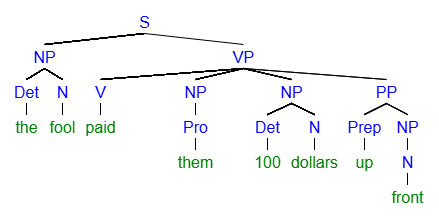 S
NP VP
Det N V NP NP PP
the fool paid Pro Det N Prep NP
them 100 dollars up N
front